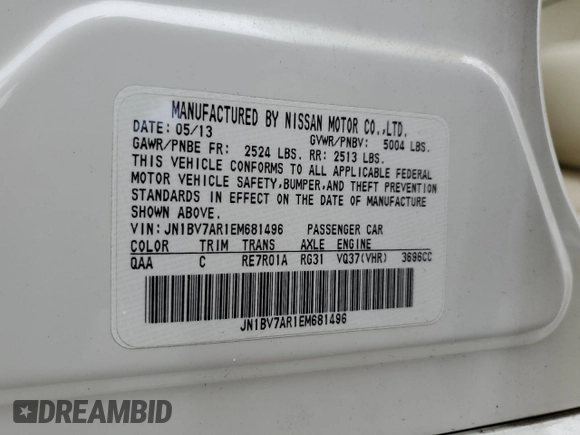 MANUFACTURED BY NISSAN MOTOR CO.,LTD.
DATE: 05/13 GVWR/PNBV: 5004 LBS.
GAWR/PNBE FR: 2524 LBS. RR: 2513 LBS.
THIS VEHICLE CONFORMS TO ALL APPLICABLE FEDERAL
MOTOR VEHICLE SAFETY,BUMPER,AND THEFT PREVENTION
STANDARDS IN EFFECT ON THE DATE OF MANUFACTURE
SHOWN ABOVE.
VIN: JN1BV7AR1EM681496 PASSENGER CAR
COLOR TRIM TRANS AXLE ENGINE
QAA C RE7R01A RG31 VQ37(VHR) 3696CC
JN1BV7AR1EM681496
DREAMBID